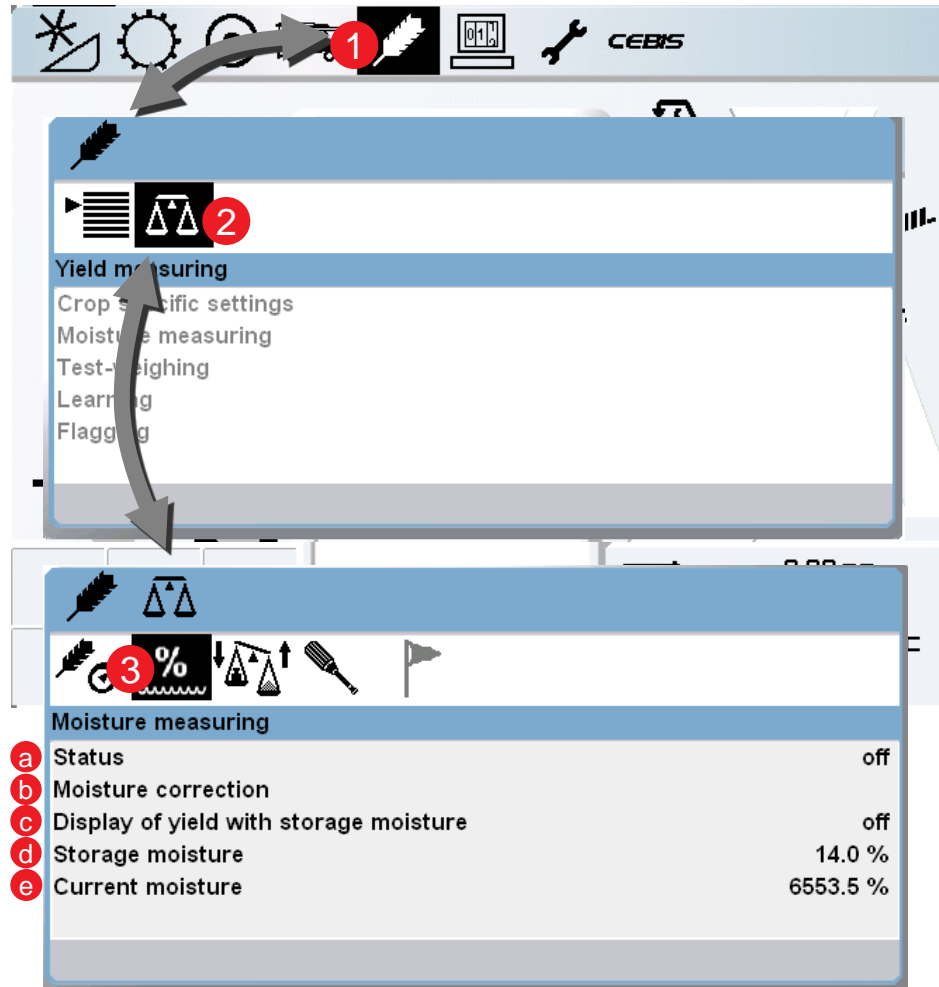 1
CEBIS
2
Yield measuring
Crop specific settings
Moisture measuring
Test-weighing
Learning
Flagging
3 %
Moisture measuring
a Status off
b Moisture correction
c Display of yield with storage moisture off
d Storage moisture 14.0 %
e Current moisture 6553.5 %